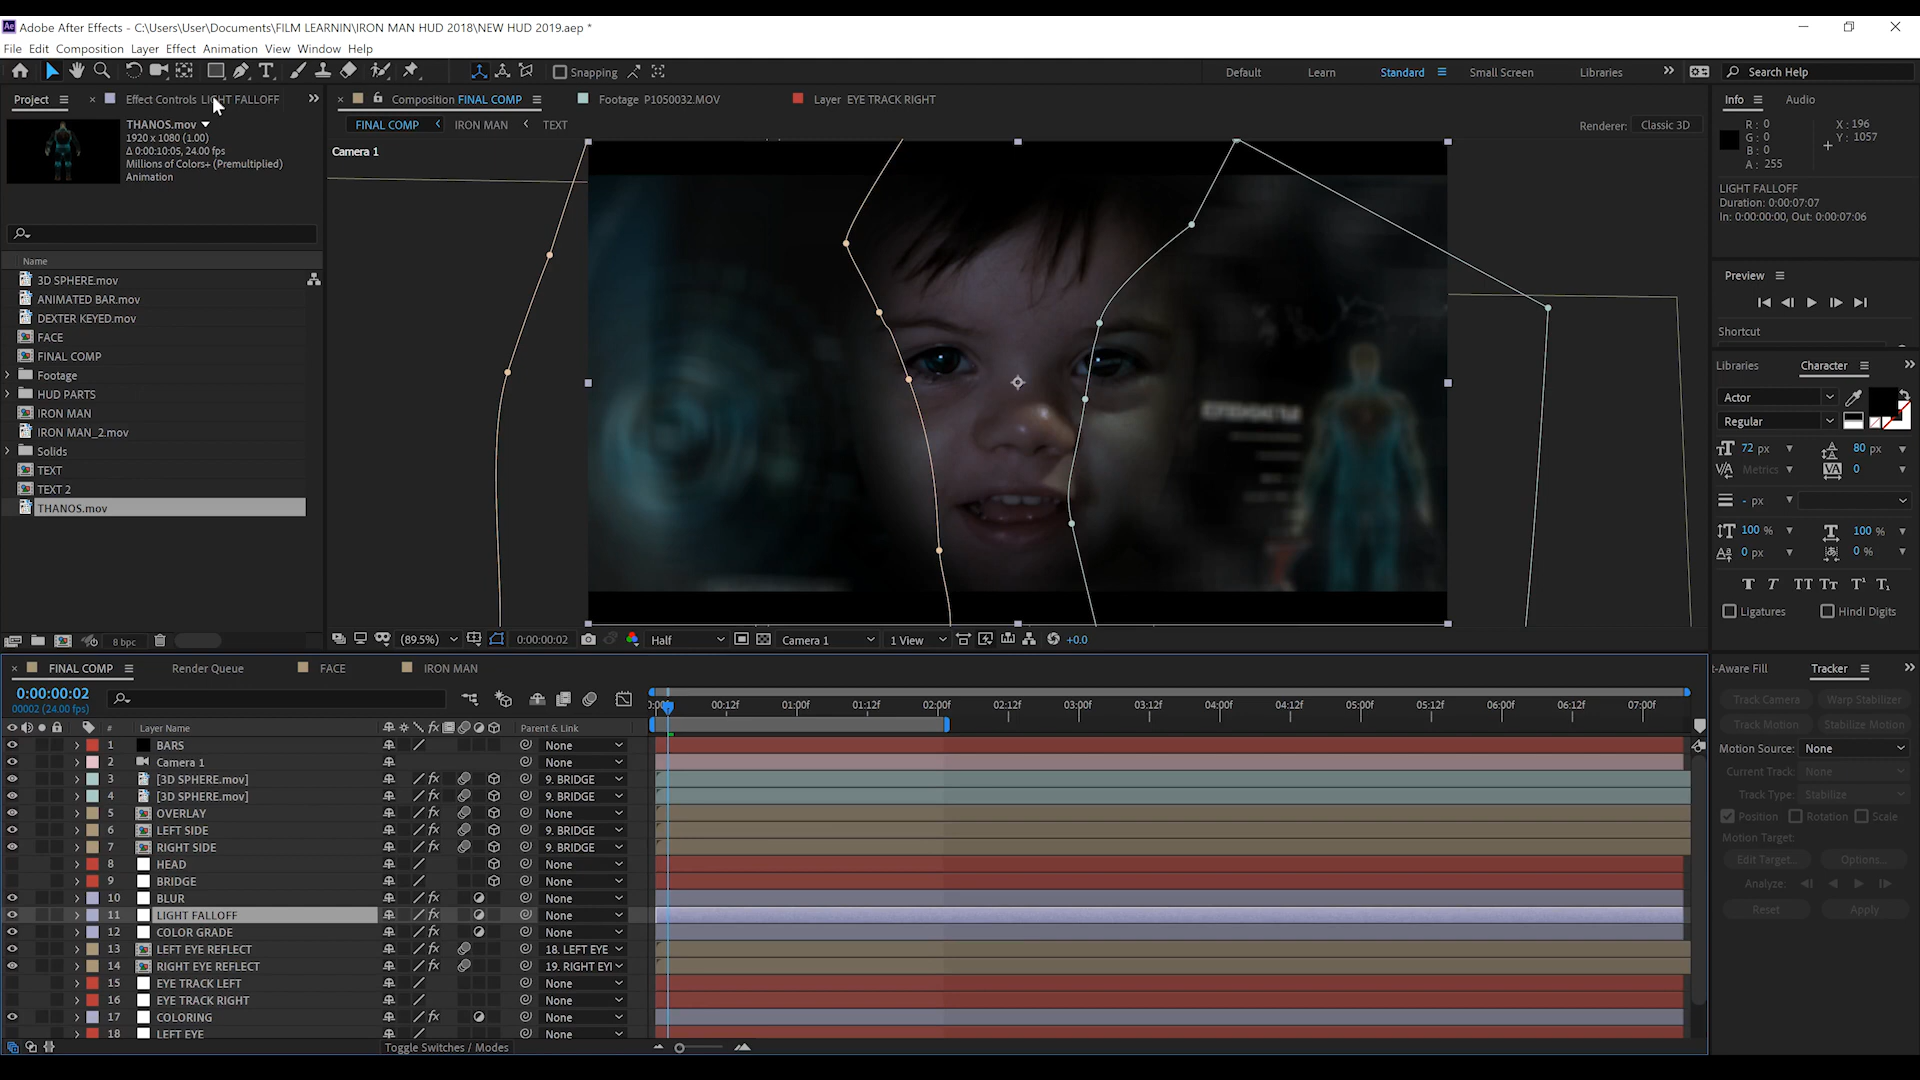 Adobe After Effects - C:\Users\User\Documents\FILM LEARNIN\IRON MAN HUD 2018\NEW HUD 2019.aep *
File Edit Composition Layer Effect Animation View Window Help
Snapping Default Learn Standard Small Screen Libraries Search Help
Project Effect Controls LIGHT FALLOFF Composition FINAL COMP Footage P1050032.MOV Layer EYE TRACK RIGHT Info Audio
THANOS.mov
1920 x 1080 (1.00)
Δ 0:00:10:05, 24.00 fps
Millions of Colors+ (Premultiplied)
Animation
FINAL COMP IRON MAN TEXT Renderer: Classic 3D
Camera 1
R: 0
G: 0
B: 0
A: 255
X: 196
Y: 1057
LIGHT FALLOFF
Duration: 0:00:07:07
In: 0:00:00:00, Out: 0:00:07:06
Name
3D SPHERE.mov
ANIMATED BAR.mov
DEXTER KEYED.mov
FACE
FINAL COMP
Footage
HUD PARTS
IRON MAN
IRON MAN_2.mov
Solids
TEXT
TEXT 2
THANOS.mov
8 bpc
Preview
Shortcut
Libraries Character
Actor
Regular
72 px 80 px
Metrics 0
- px
100 % 100 %
0 px 0 %
Ligatures Hindi Digits
(89.5%) 0:00:00:02 Half Camera 1 1 View +0.0
FINAL COMP Render Queue FACE IRON MAN
0:00:00:02
00002 (24.00 fps)
00:12f 01:00f 01:12f 02:00f 02:12f 03:00f 03:12f 04:00f 04:12f 05:00f 05:12f 06:00f 06:12f 07:00f
# Layer Name Parent & Link
1 BARS None
2 Camera 1 None
3 [3D SPHERE.mov] 9. BRIDGE
4 [3D SPHERE.mov] 9. BRIDGE
5 OVERLAY None
6 LEFT SIDE 9. BRIDGE
7 RIGHT SIDE 9. BRIDGE
8 HEAD None
9 BRIDGE None
10 BLUR None
11 LIGHT FALLOFF None
12 COLOR GRADE None
13 LEFT EYE REFLECT 18. LEFT EYE
14 RIGHT EYE REFLECT 19. RIGHT EYI
15 EYE TRACK LEFT None
16 EYE TRACK RIGHT None
17 COLORING None
18 LEFT EYE None
Toggle Switches / Modes
t-Aware Fill Tracker
Track Camera Warp Stabilizer
Track Motion Stabilize Motion
Motion Source: None
Current Track: None
Track Type: Stabilize
Position Rotation Scale
Motion Target:
Edit Target... Options...
Analyze:
Reset Apply